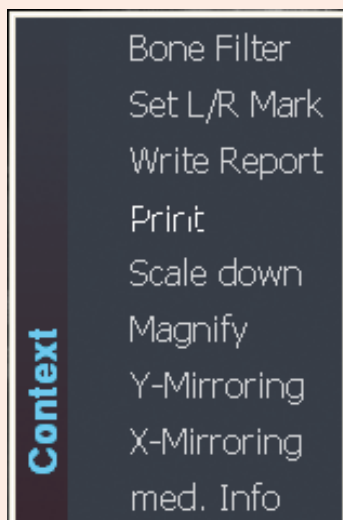 Bone Filter
Set L/R Mark
Write Report
Print
Scale down
Magnify
Y-Mirroring
X-Mirroring
med. Info
Context